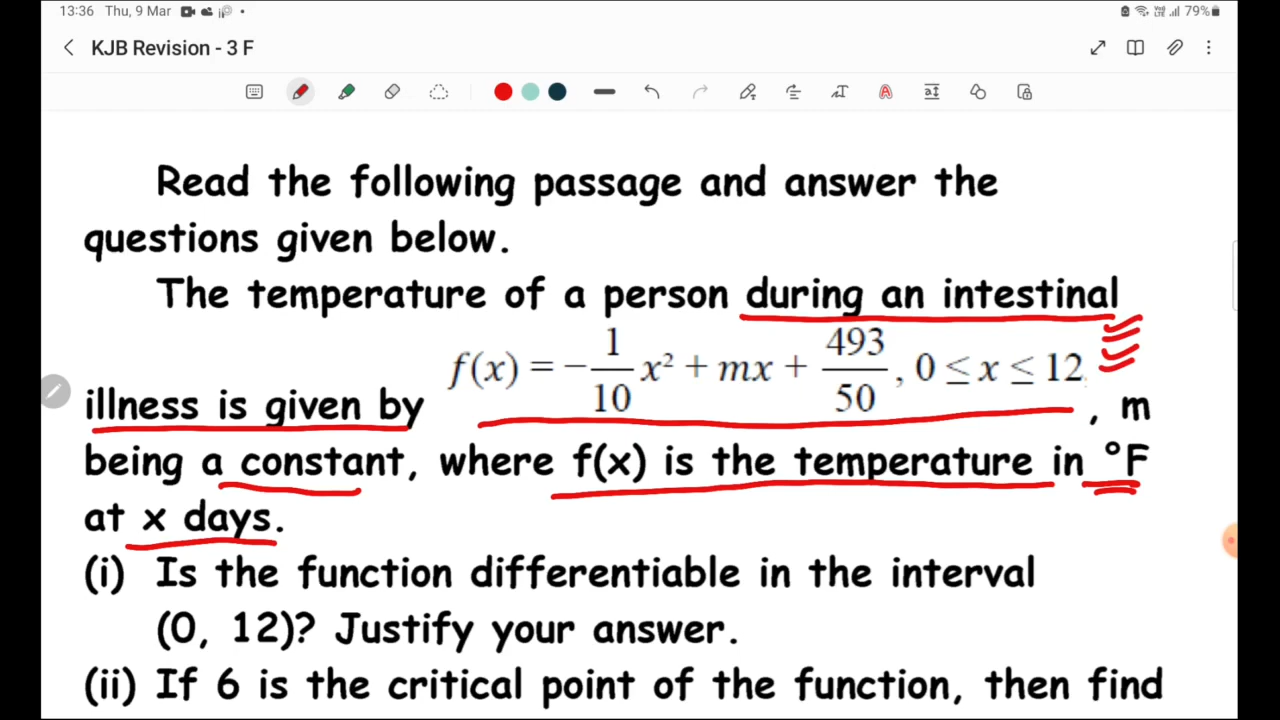 13:36 Thu, 9 Mar 79%
KJB Revision - 3 F
Read the following passage and answer the
questions given below.
The temperature of a person during an intestinal
illness is given by f(x) = -1/10 x² + mx + 493/50, 0 ≤ x ≤ 12, m
being a constant, where f(x) is the temperature in °F
at x days.
(i) Is the function differentiable in the interval
(0, 12)? Justify your answer.
(ii) If 6 is the critical point of the function, then find